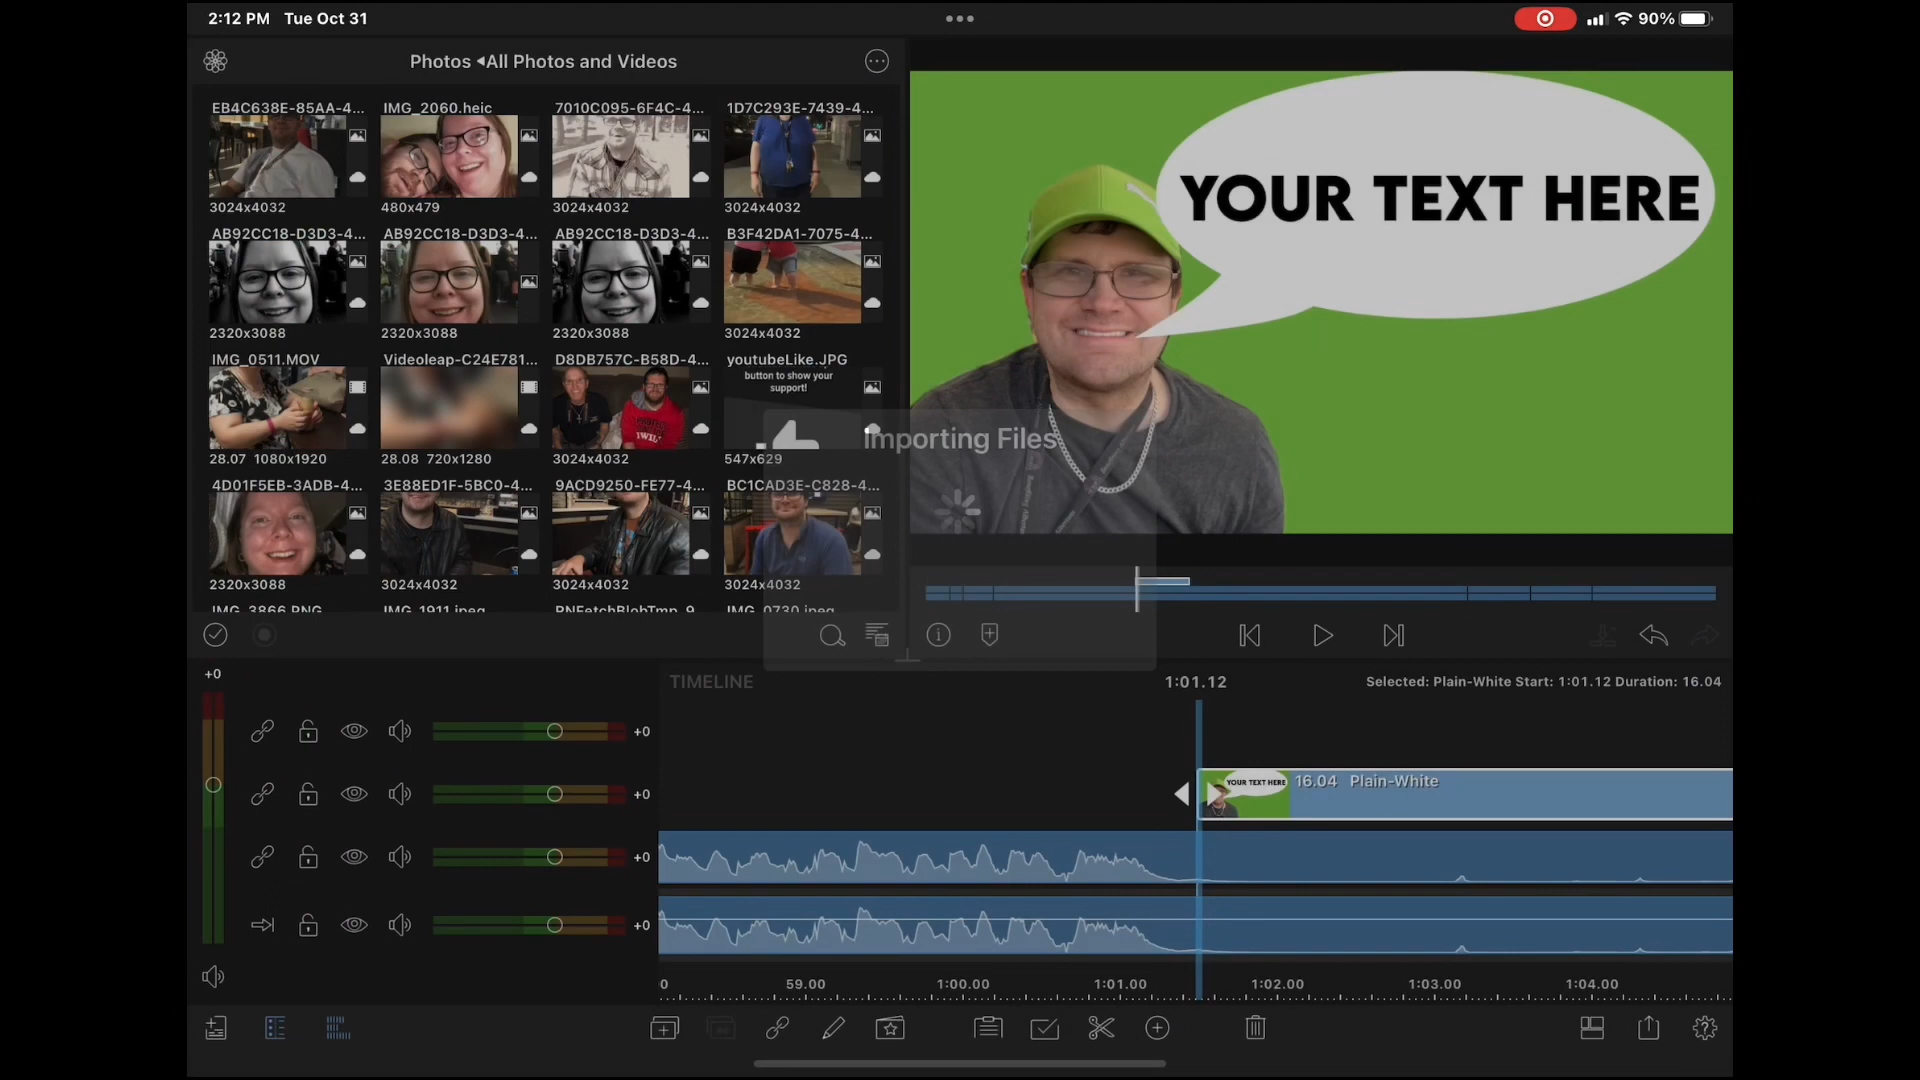 2:12 PM Tue Oct 31
90%
Photos ◂All Photos and Videos
EB4C638E-85AA-4... IMG_2060.heic 7010C095-6F4C-4... 1D7C293E-7439-4...
3024x4032 480x479 3024x4032 3024x4032
AB92CC18-D3D3-4... AB92CC18-D3D3-4... AB92CC18-D3D3-4... B3F42DA1-7075-4...
2320x3088 2320x3088 2320x3088 3024x4032
IMG_0511.MOV Videoleap-C24E781... D8DB757C-B58D-4... youtubeLike.JPG
button to show your
support!
28.07 1080x1920 28.08 720x1280 3024x4032 547x629
4D01F5EB-3ADB-4... 3E88ED1F-5BC0-4... 9ACD9250-FE77-4... BC1CAD3E-C828-4...
2320x3088 3024x4032 3024x4032 3024x4032
IMG_3866.PNG IMG_1911.jpeg RNFetchBlobTmp_9... IMG_0730.jpeg
YOUR TEXT HERE
Importing Files
+0
TIMELINE
1:01.12
Selected: Plain-White Start: 1:01.12 Duration: 16.04
+0
+0
+0
+0
YOUR TEXT HERE
16.04 Plain-White
0 59.00 1:00.00 1:01.00 1:02.00 1:03.00 1:04.00